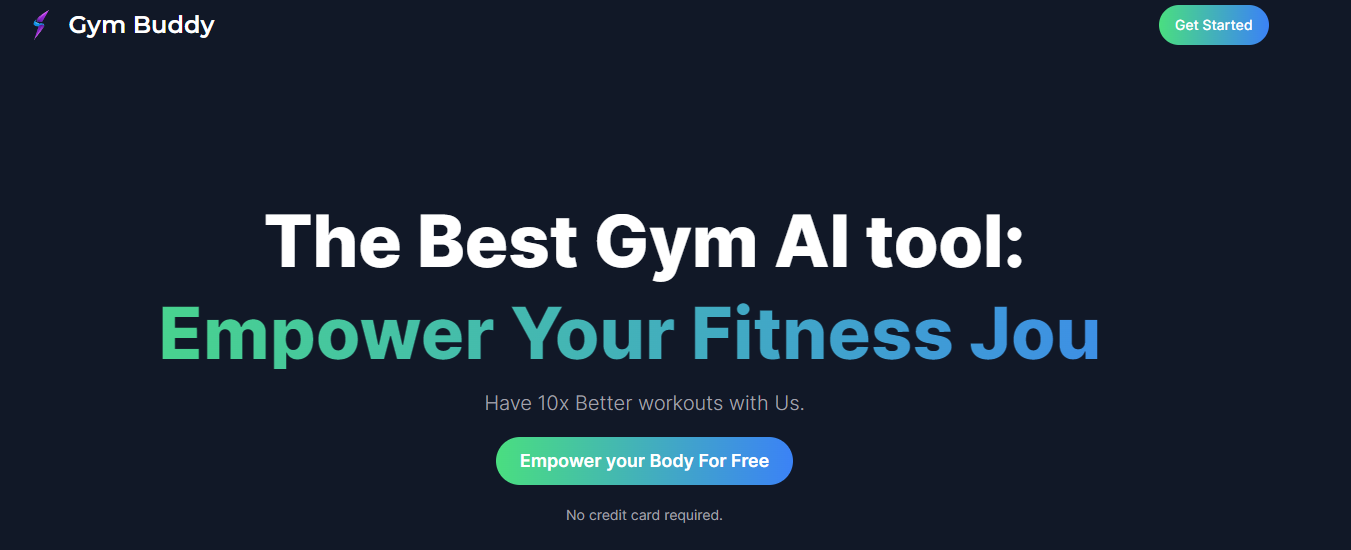 Gym Buddy
Get Started
The Best Gym AI tool:
Empower Your Fitness Jou
Have 10x Better workouts with Us.
Empower your Body For Free
No credit card required.